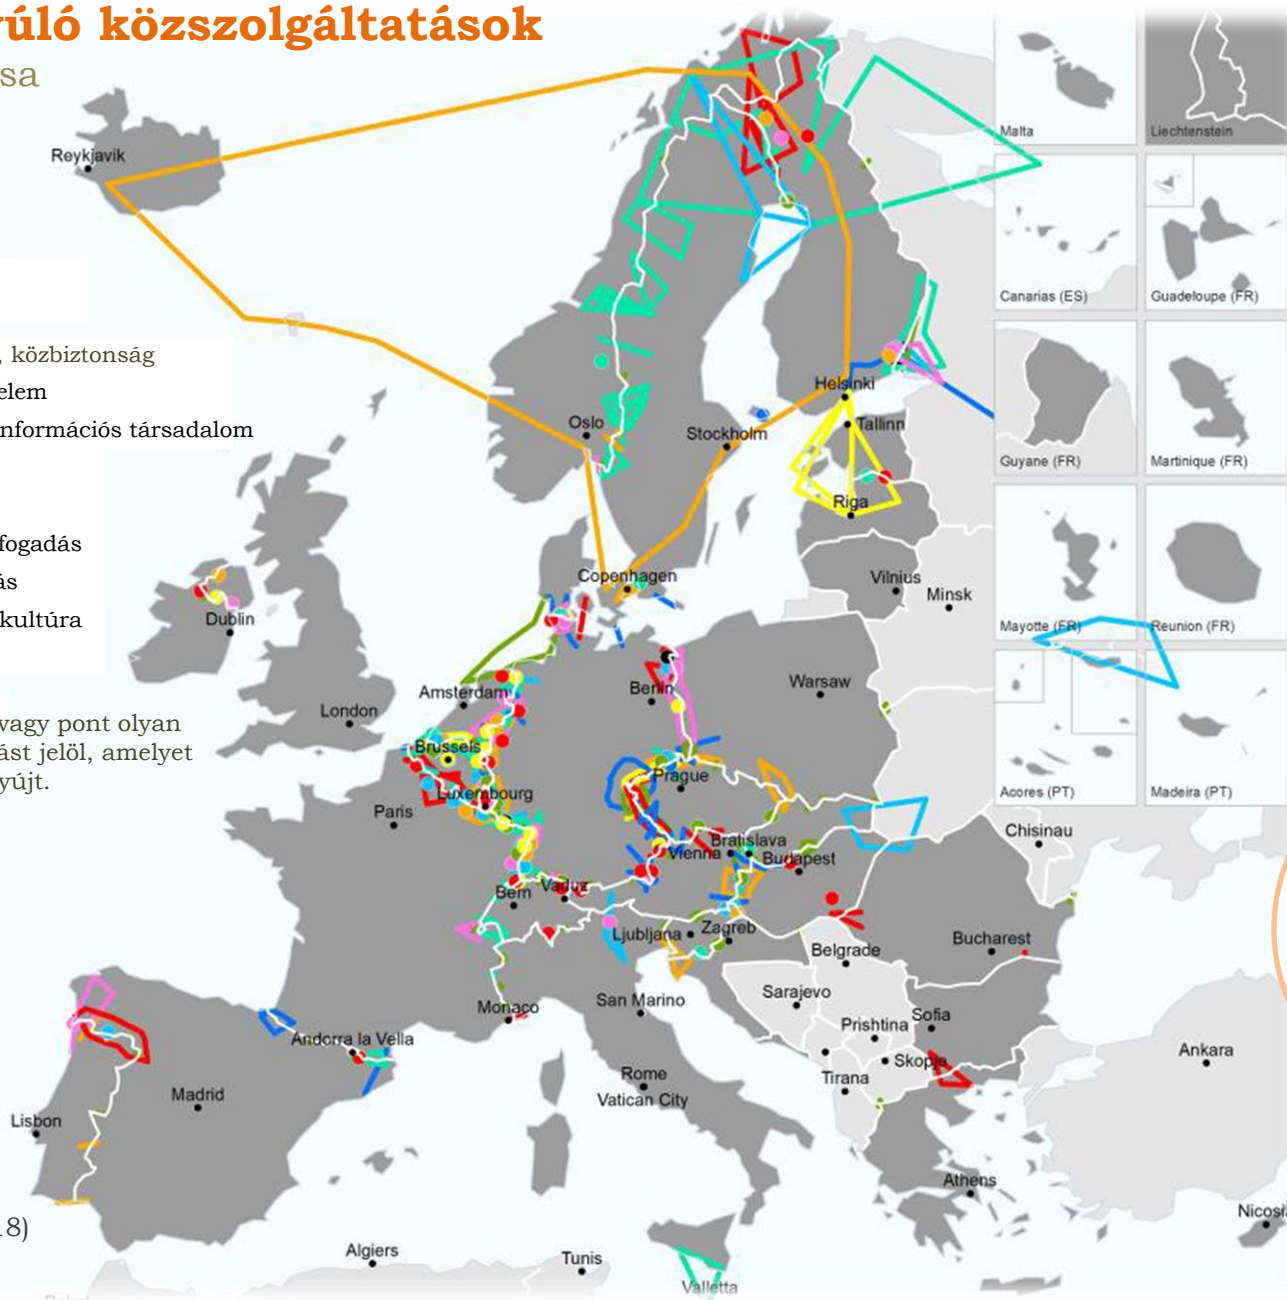 úló közszolgáltatások
sa
, közbiztonság
elem
nformációs társadalom
fogadás
ás
kultúra
vagy pont olyan
ást jelöl, amelyet
yújt.
18)
Reykjavik
Oslo
Stockholm
Helsinki
Tallinn
Riga
Copenhagen
Vilnius
Minsk
Dublin
London
Amsterdam
Berlin
Warsaw
Brussels
Luxembourg
Prague
Paris
Bratislava
Vienna
Budapest
Chisinau
Bern
Vaduz
Ljubljana
Zagreb
Belgrade
Bucharest
Monaco
San Marino
Sarajevo
Prishtina
Sofia
Andorra la Vella
Skopje
Tirana
Ankara
Rome
Vatican City
Madrid
Lisbon
Athens
Nicosi
Algiers
Tunis
Valletta
Malta
Liechtenstein
Canarias (ES)
Guadeloupe (FR)
Guyane (FR)
Martinique (FR)
Mayotte (FR)
Reunion (FR)
Acores (PT)
Madeira (PT)